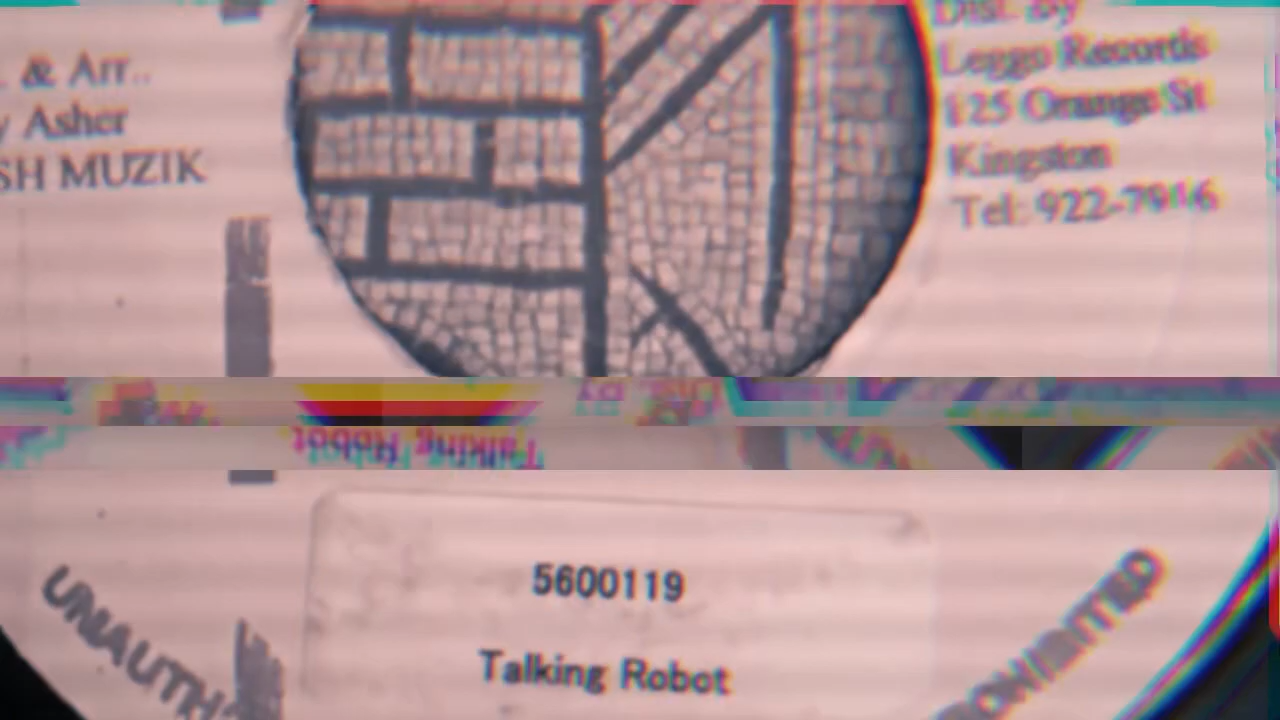 . & Arr..
y Asher
SH MUZIK
Dist. By
Leggo Records
125 Orange St
Kingston
Tel: 922-7916
Talking Robot
5600119
Talking Robot
UNAUTH
OHIBITED